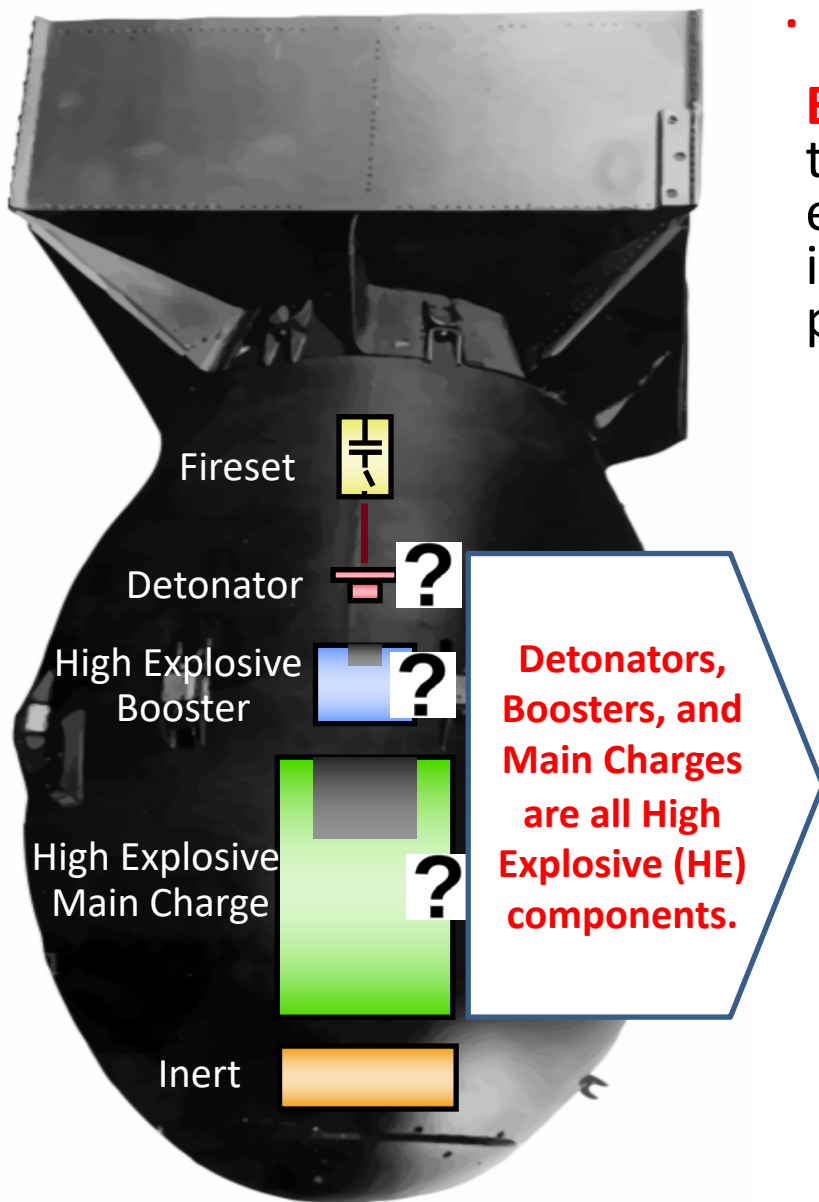 Fireset
Detonator
?
High Explosive
Booster
?
High Explosive
Main Charge
?
Inert
Detonators,
Boosters, and
Main Charges
are all High
Explosive (HE)
components.